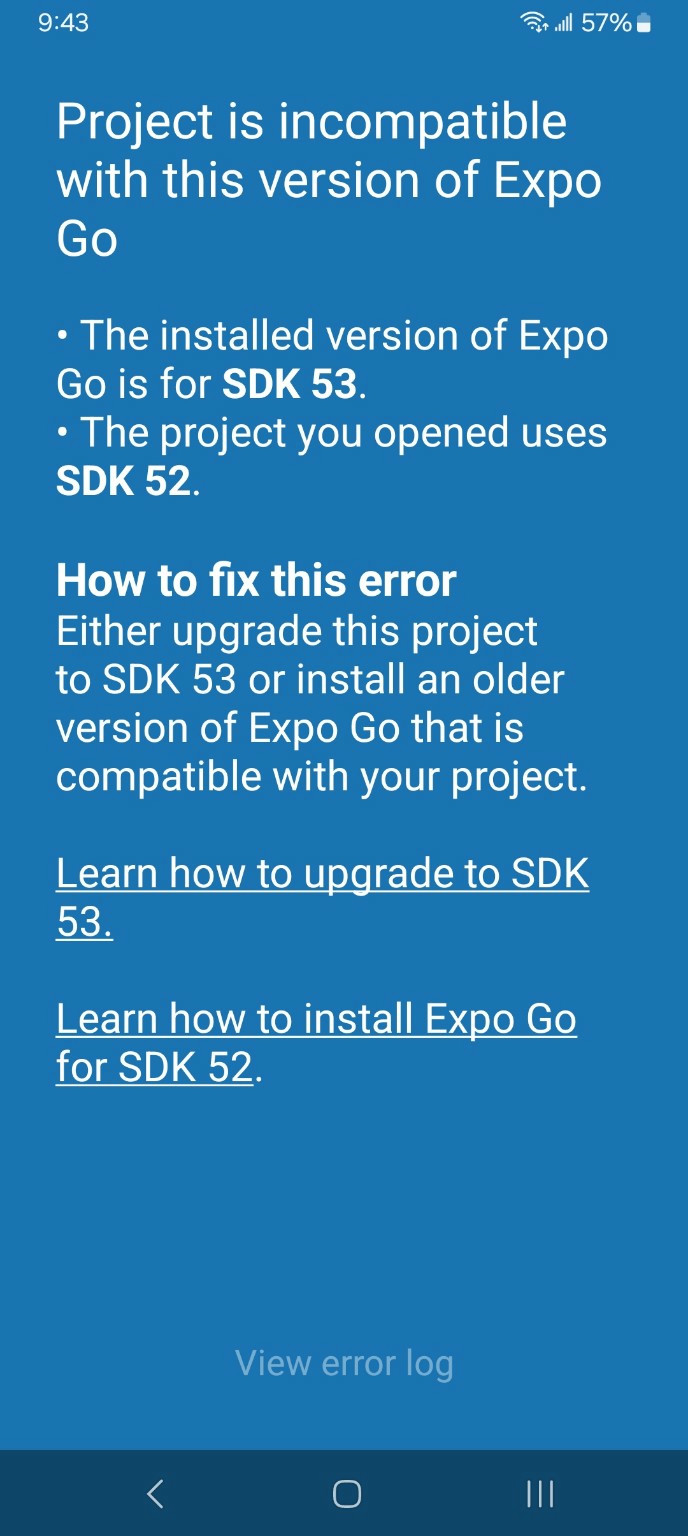 9:43
57%
Project is incompatible
with this version of Expo
Go
• The installed version of Expo
Go is for SDK 53.
• The project you opened uses
SDK 52.
How to fix this error
Either upgrade this project
to SDK 53 or install an older
version of Expo Go that is
compatible with your project.
Learn how to upgrade to SDK
53.
Learn how to install Expo Go
for SDK 52.
View error log